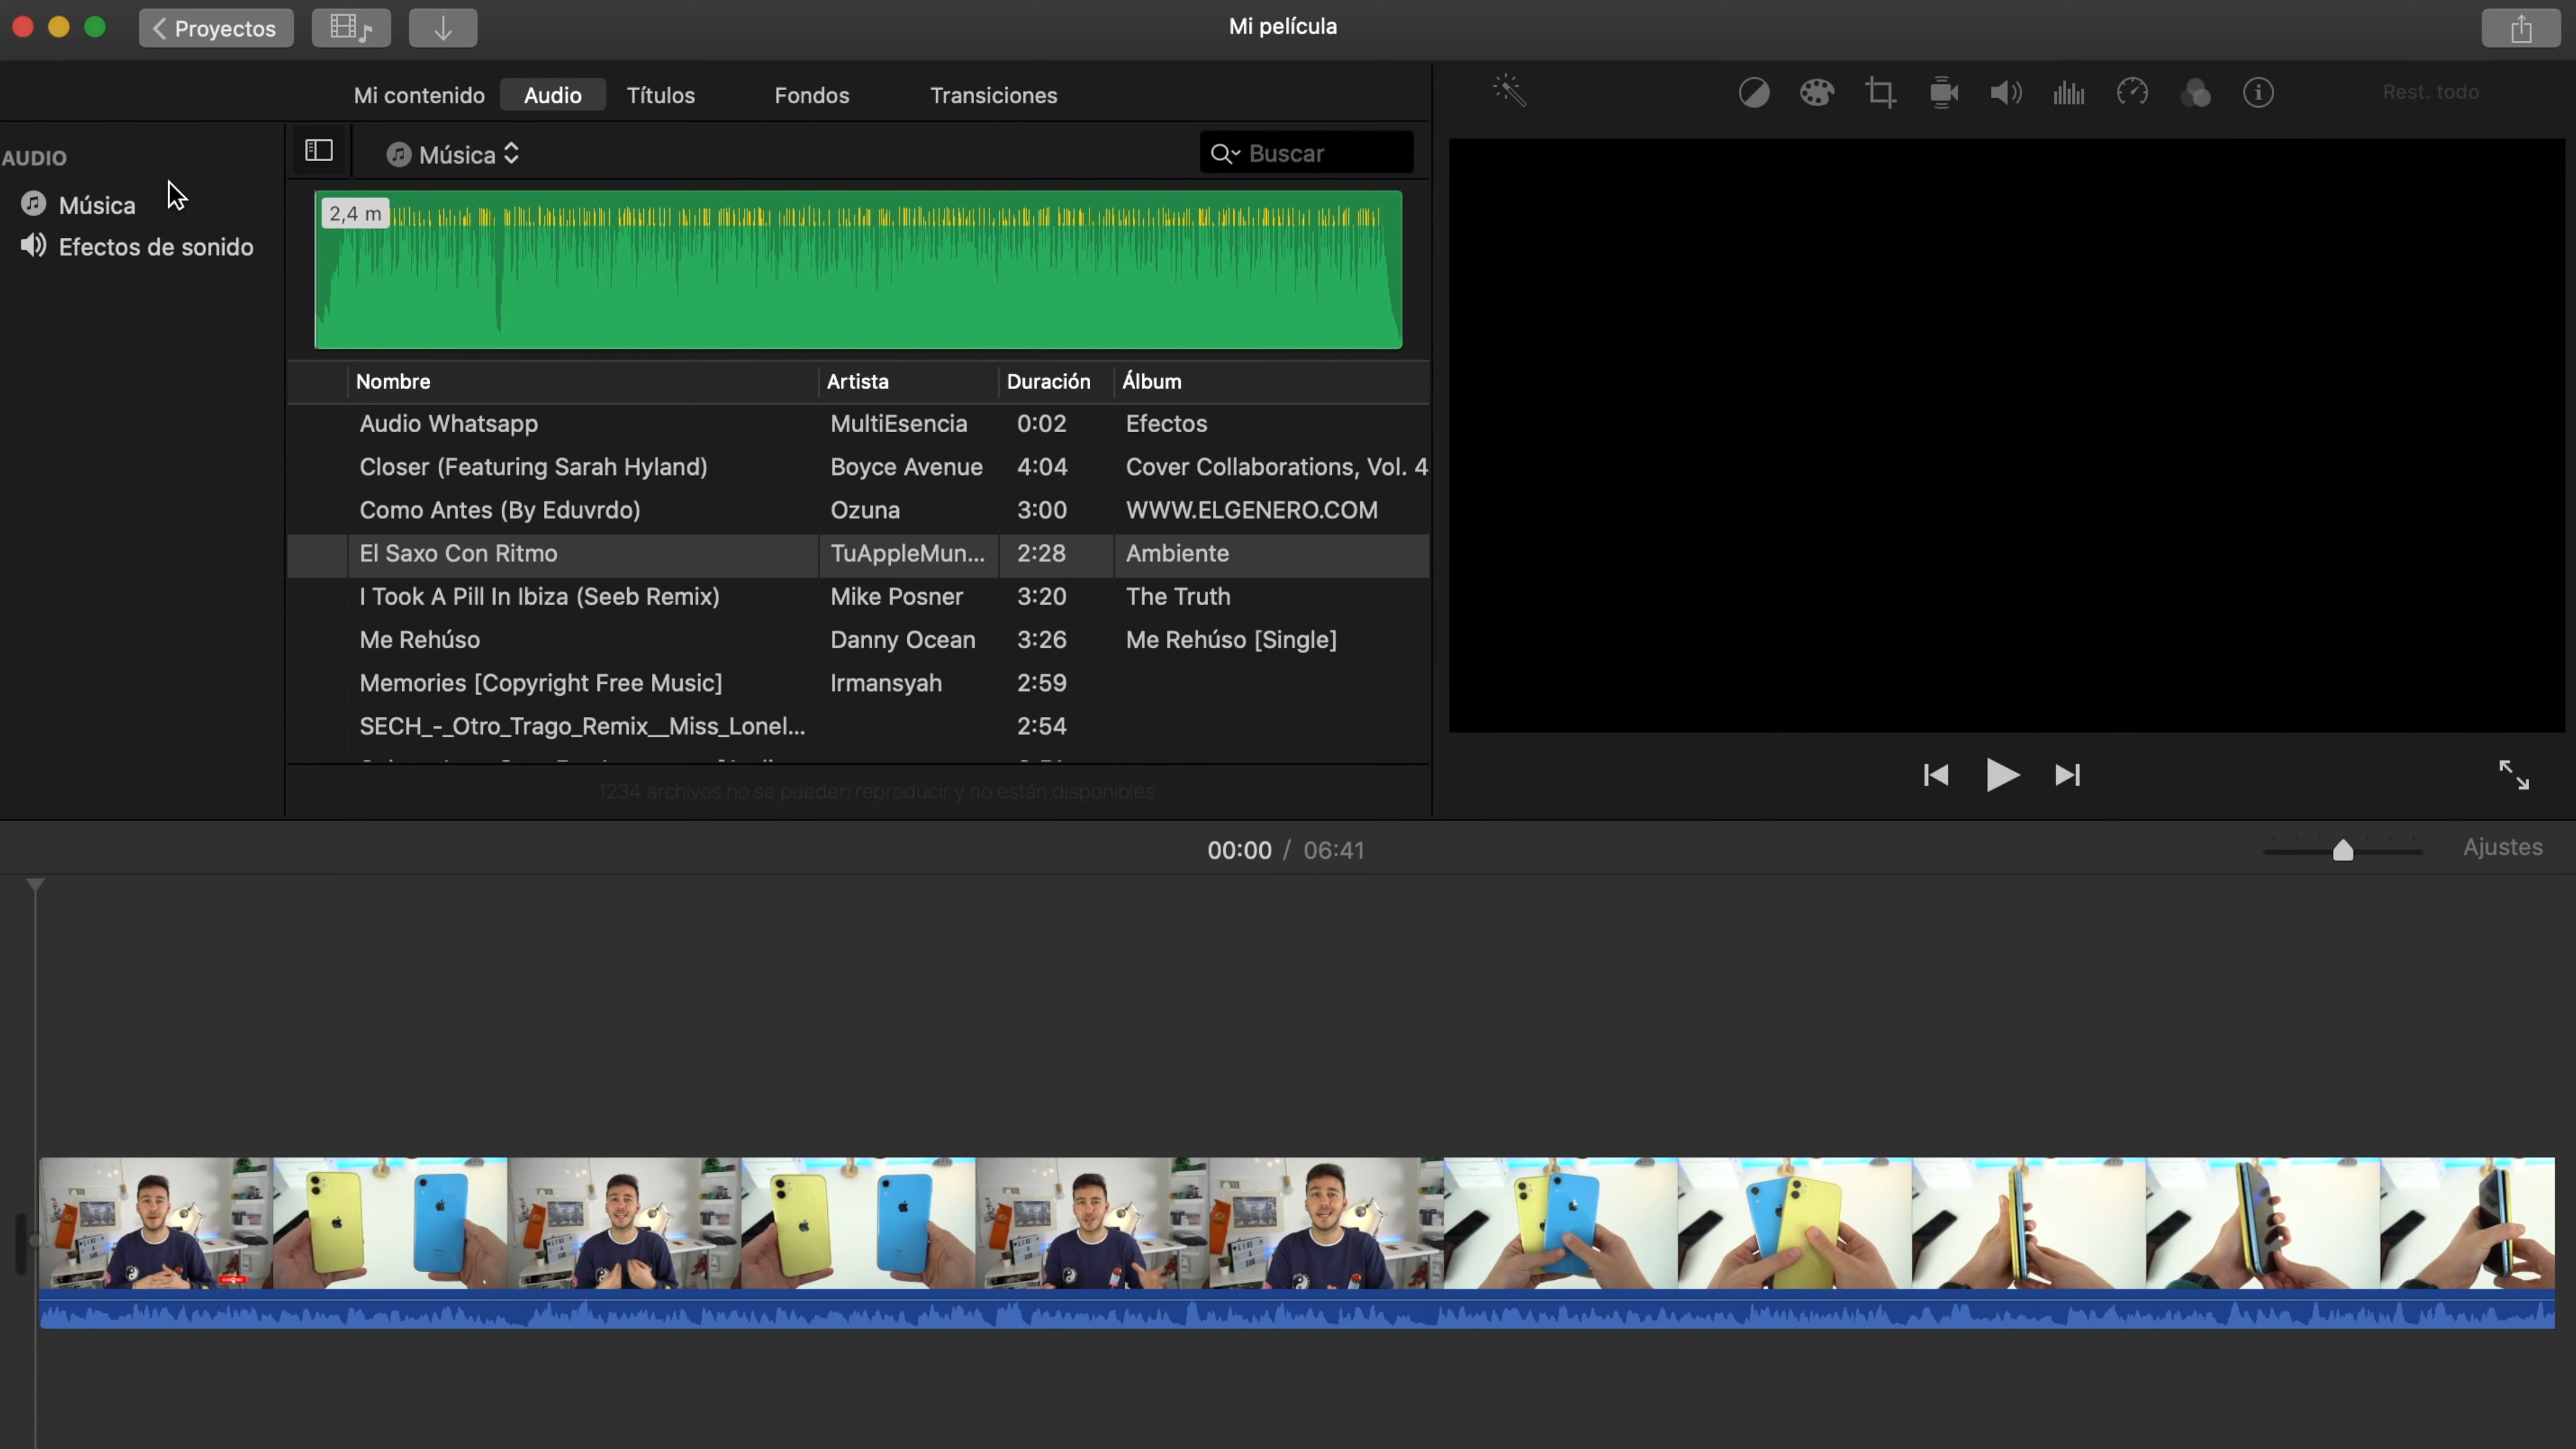 Proyectos
Mi película
Mi contenido Audio Títulos Fondos Transiciones
Rest. todo
AUDIO
Música
Efectos de sonido
Música
Buscar
2,4 m
Nombre Artista Duración Álbum
Audio Whatsapp MultiEsencia 0:02 Efectos
Closer (Featuring Sarah Hyland) Boyce Avenue 4:04 Cover Collaborations, Vol. 4
Como Antes (By Eduvrdo) Ozuna 3:00 WWW.ELGENERO.COM
El Saxo Con Ritmo TuAppleMun... 2:28 Ambiente
I Took A Pill In Ibiza (Seeb Remix) Mike Posner 3:20 The Truth
Me Rehúso Danny Ocean 3:26 Me Rehúso [Single]
Memories [Copyright Free Music] Irmansyah 2:59
SECH_-_Otro_Trago_Remix__Miss_Lonel... 2:54
1234 archivos no se pueden reproducir y no están disponibles
00:00 / 06:41
Ajustes